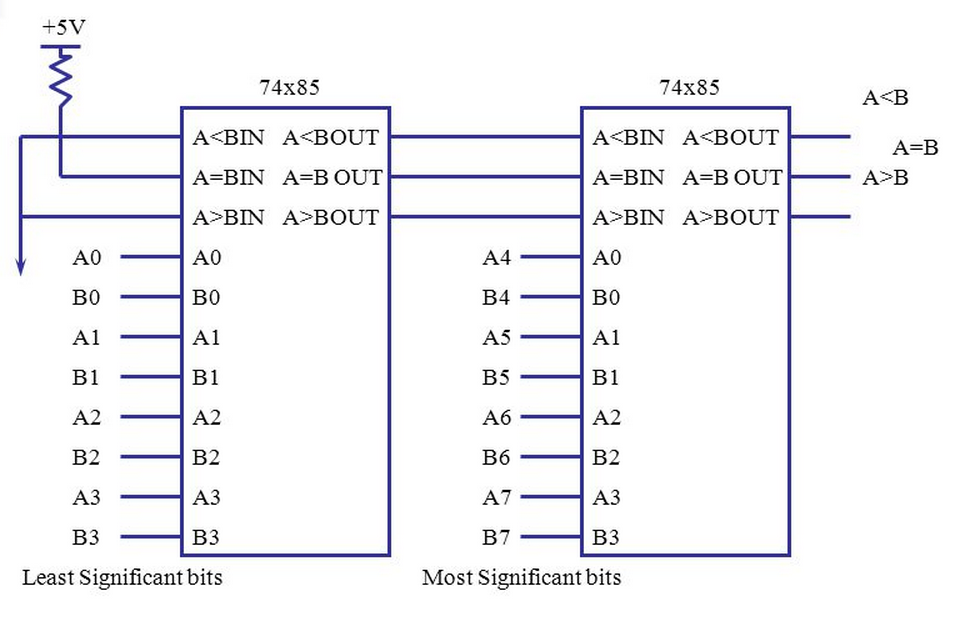 +5V
74x85
74x85
A<B
A<BIN A<BOUT
A<BIN A<BOUT
A=B
A=BIN A=B OUT
A=BIN A=B OUT
A>B
A>BIN A>BOUT
A>BIN A>BOUT
A0 A0
A4 A0
B0 B0
B4 B0
A1 A1
A5 A1
B1 B1
B5 B1
A2 A2
A6 A2
B2 B2
B6 B2
A3 A3
A7 A3
B3 B3
B7 B3
Least Significant bits
Most Significant bits